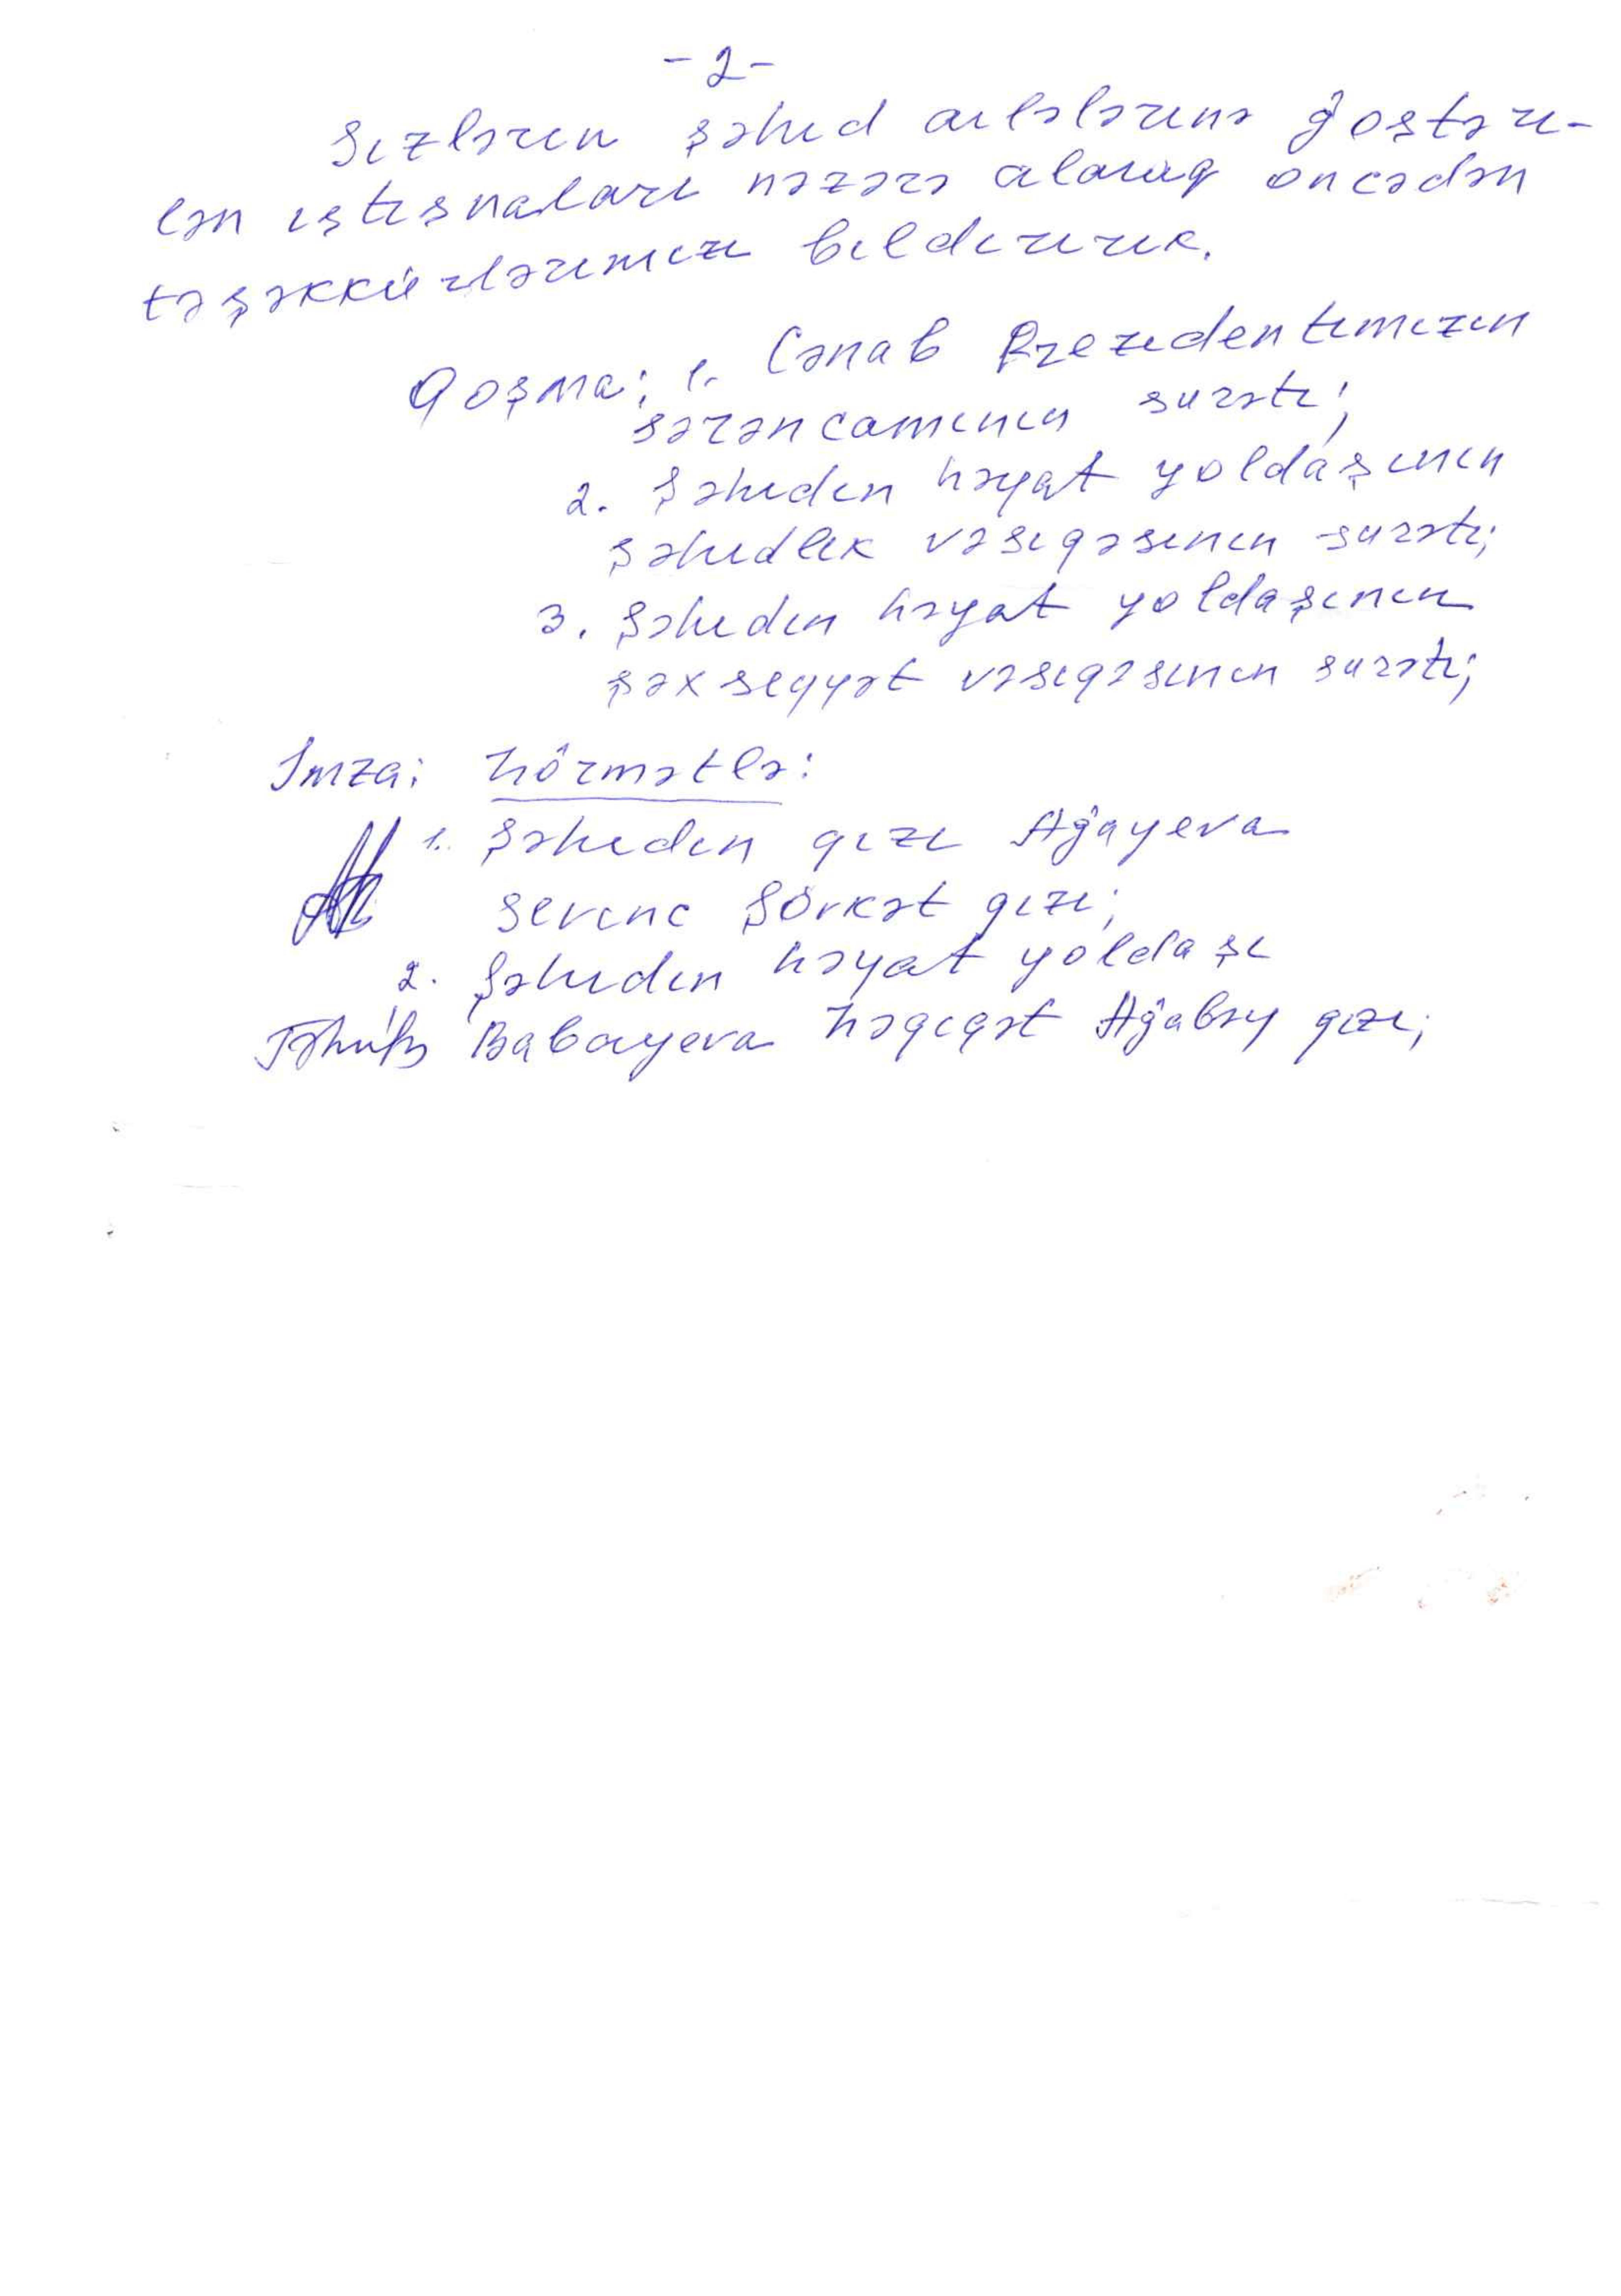 - 2 -
Sizlərin şəhid ailələrinə göstəri-
lən istisnaları nəzərə alaraq öncədən
təşəkkürlərimizi bildiririk.
Qoşma: 1. Cənab Prezidentimizin
sərəncamının surəti;
2. Şəhidin həyat yoldaşının
şəhidlik vəsiqəsinin surəti;
3. Şəhidin həyat yoldaşının
şəxsiyyət vəsiqəsinin surəti;
İmza: Hörmətlə:
1. Şəhidin qızı Ağayeva
Sevinc Şövkət qızı;
2. Şəhidin həyat yoldaşı
Babayeva Həqiqət Ağabəy qızı;